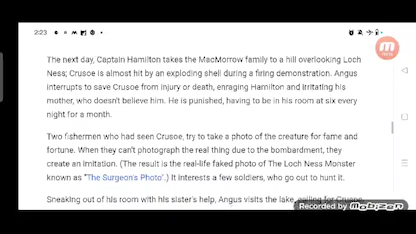 2:23
The next day, Captain Hamilton takes the MacMorrow family to a hill overlooking Loch
Ness; Crusoe is almost hit by an exploding shell during a firing demonstration. Angus
interrupts to save Crusoe from injury or death, enraging Hamilton and irritating his
mother, who doesn't believe him. He is punished, having to be in his room at six every
night for a month.
Two fishermen who had seen Crusoe, try to take a photo of the creature for fame and
fortune. When they can't photograph the real thing due to the bombardment, they
create an imitation. (The result is the real-life faked photo of The Loch Ness Monster
known as "The Surgeon's Photo".) It interests a few soldiers, who go out to hunt it.
Sneaking out of his room with his sister's help, Angus visits the lake, calling for Crusoe
Recorded by MOBIZEN